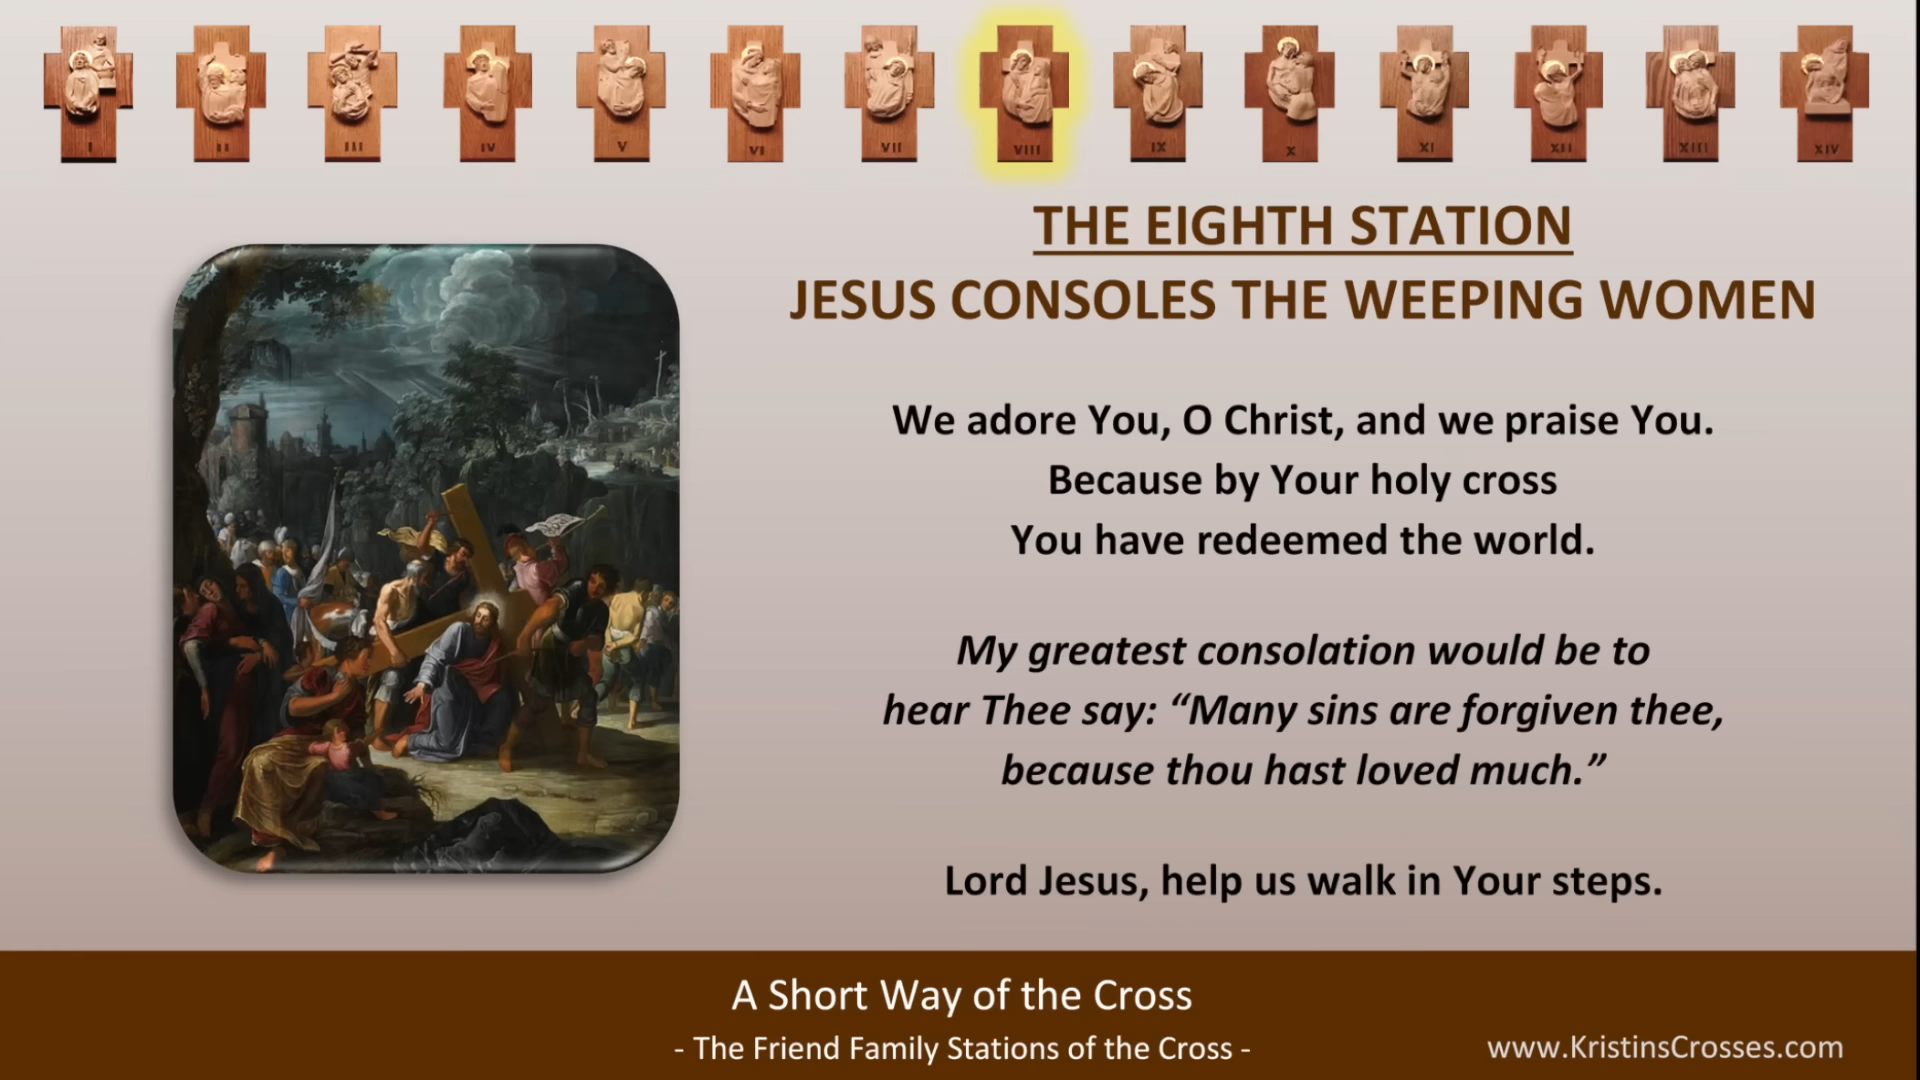 I II III IV V VI VII VIII IX X XI XII XIII XIV
THE EIGHTH STATION
JESUS CONSOLES THE WEEPING WOMEN
We adore You, O Christ, and we praise You.
Because by Your holy cross
You have redeemed the world.
My greatest consolation would be to
hear Thee say: “Many sins are forgiven thee,
because thou hast loved much.”
Lord Jesus, help us walk in Your steps.
A Short Way of the Cross
- The Friend Family Stations of the Cross -
www.KristinsCrosses.com